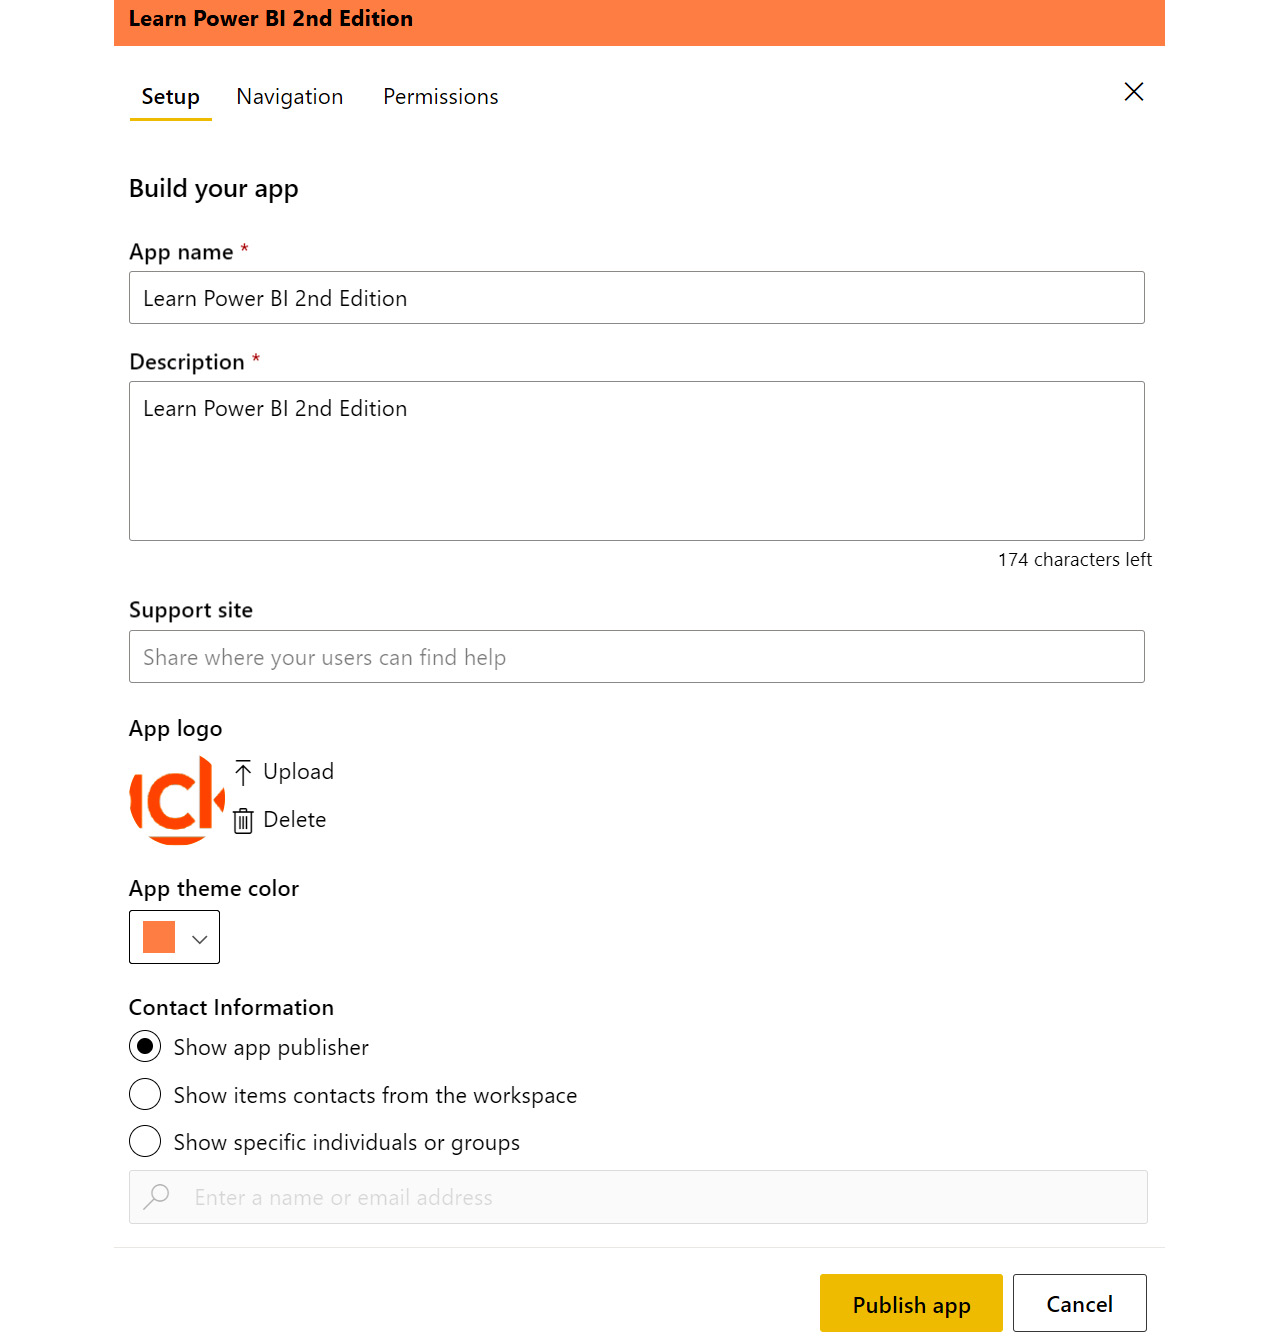 Learn Power BI 2nd Edition
Setup Navigation Permissions
Build your app
App name *
Learn Power BI 2nd Edition
Description *
Learn Power BI 2nd Edition
174 characters left
Support site
Share where your users can find help
App logo
Upload
Delete
App theme color
Contact Information
Show app publisher
Show items contacts from the workspace
Show specific individuals or groups
Enter a name or email address
Publish app Cancel